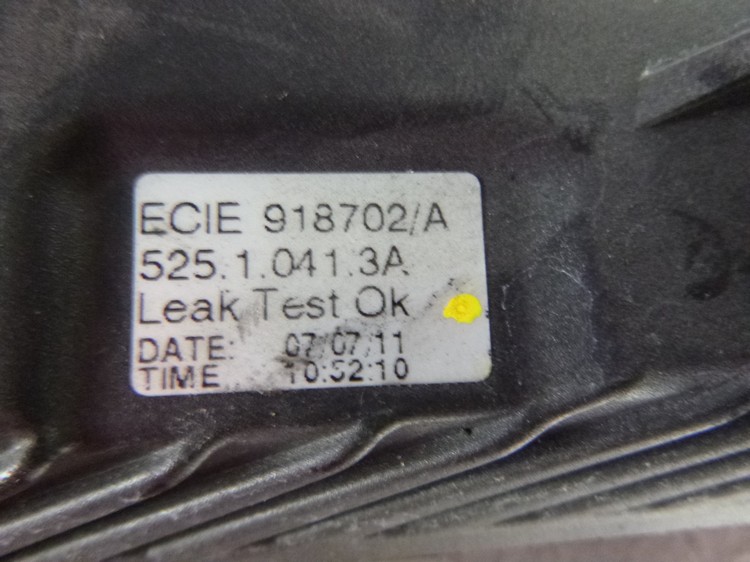 ECIE 918702/A
525.1.041.3A
Leak Test Ok
DATE: 07.07.11
TIME 10:52:10